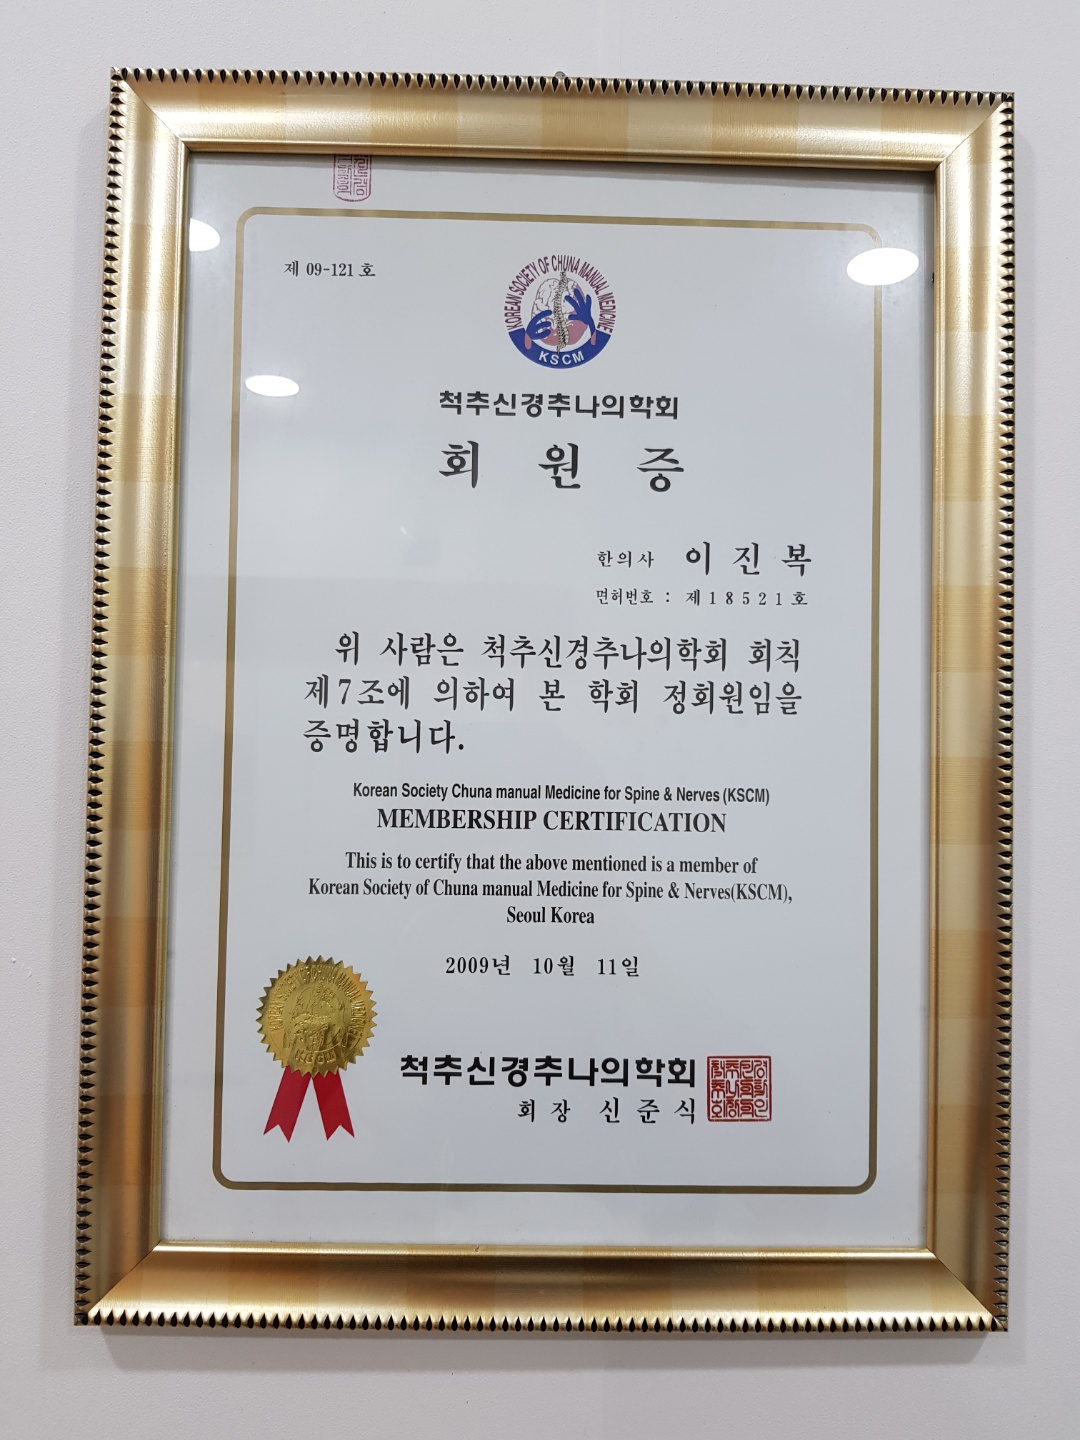 제 09-121 호
KOREAN SOCIETY OF CHUNA MANUAL MEDICINE
KSCM
척추신경추나의학회
회 원 증
한의사 이 진 복
면허번호 : 제 1 8 5 2 1 호
위 사람은 척추신경추나의학회 회칙
제7조에 의하여 본 학회 정회원임을
증명합니다.
Korean Society Chuna manual Medicine for Spine & Nerves (KSCM)
MEMBERSHIP CERTIFICATION
This is to certify that the above mentioned is a member of
Korean Society of Chuna manual Medicine for Spine & Nerves(KSCM),
Seoul Korea
2009년 10월 11일
척추신경추나의학회
회 장 신 준 식